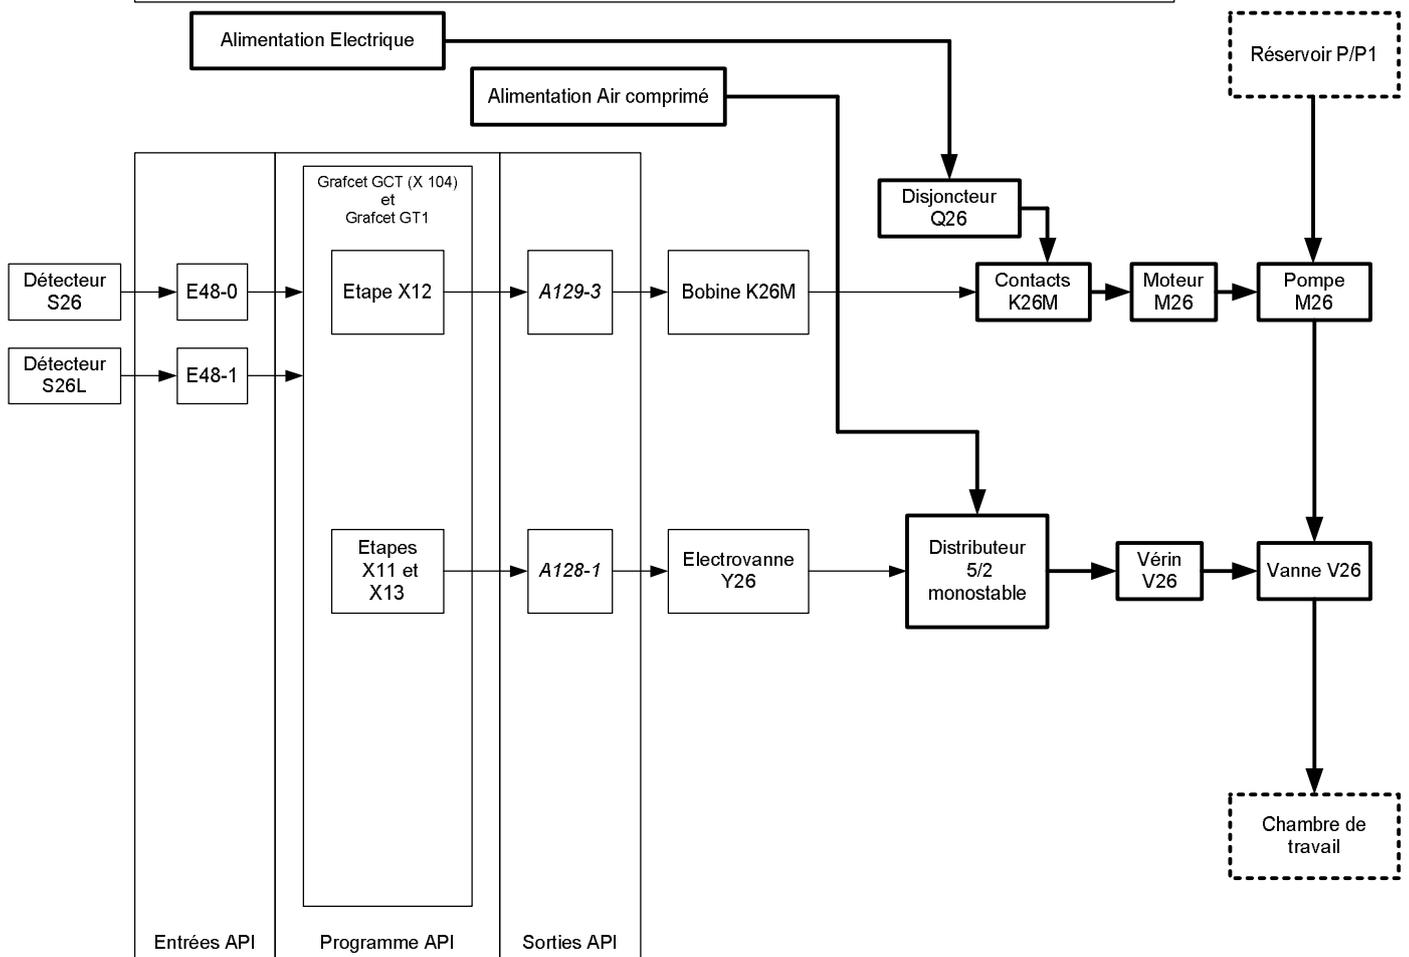 Alimentation Electrique
Réservoir P/P1
Alimentation Air comprimé
Grafcet GCT (X 104)
et
Grafcet GT1
Disjoncteur
Q26
Détecteur
S26
E48-0
Etape X12
A129-3
Bobine K26M
Contacts
K26M
Moteur
M26
Pompe
M26
Détecteur
S26L
E48-1
Etapes
X11 et
X13
A128-1
Electrovanne
Y26
Distributeur
5/2
monostable
Vérin
V26
Vanne V26
Chambre de
travail
Entrées API
Programme API
Sorties API